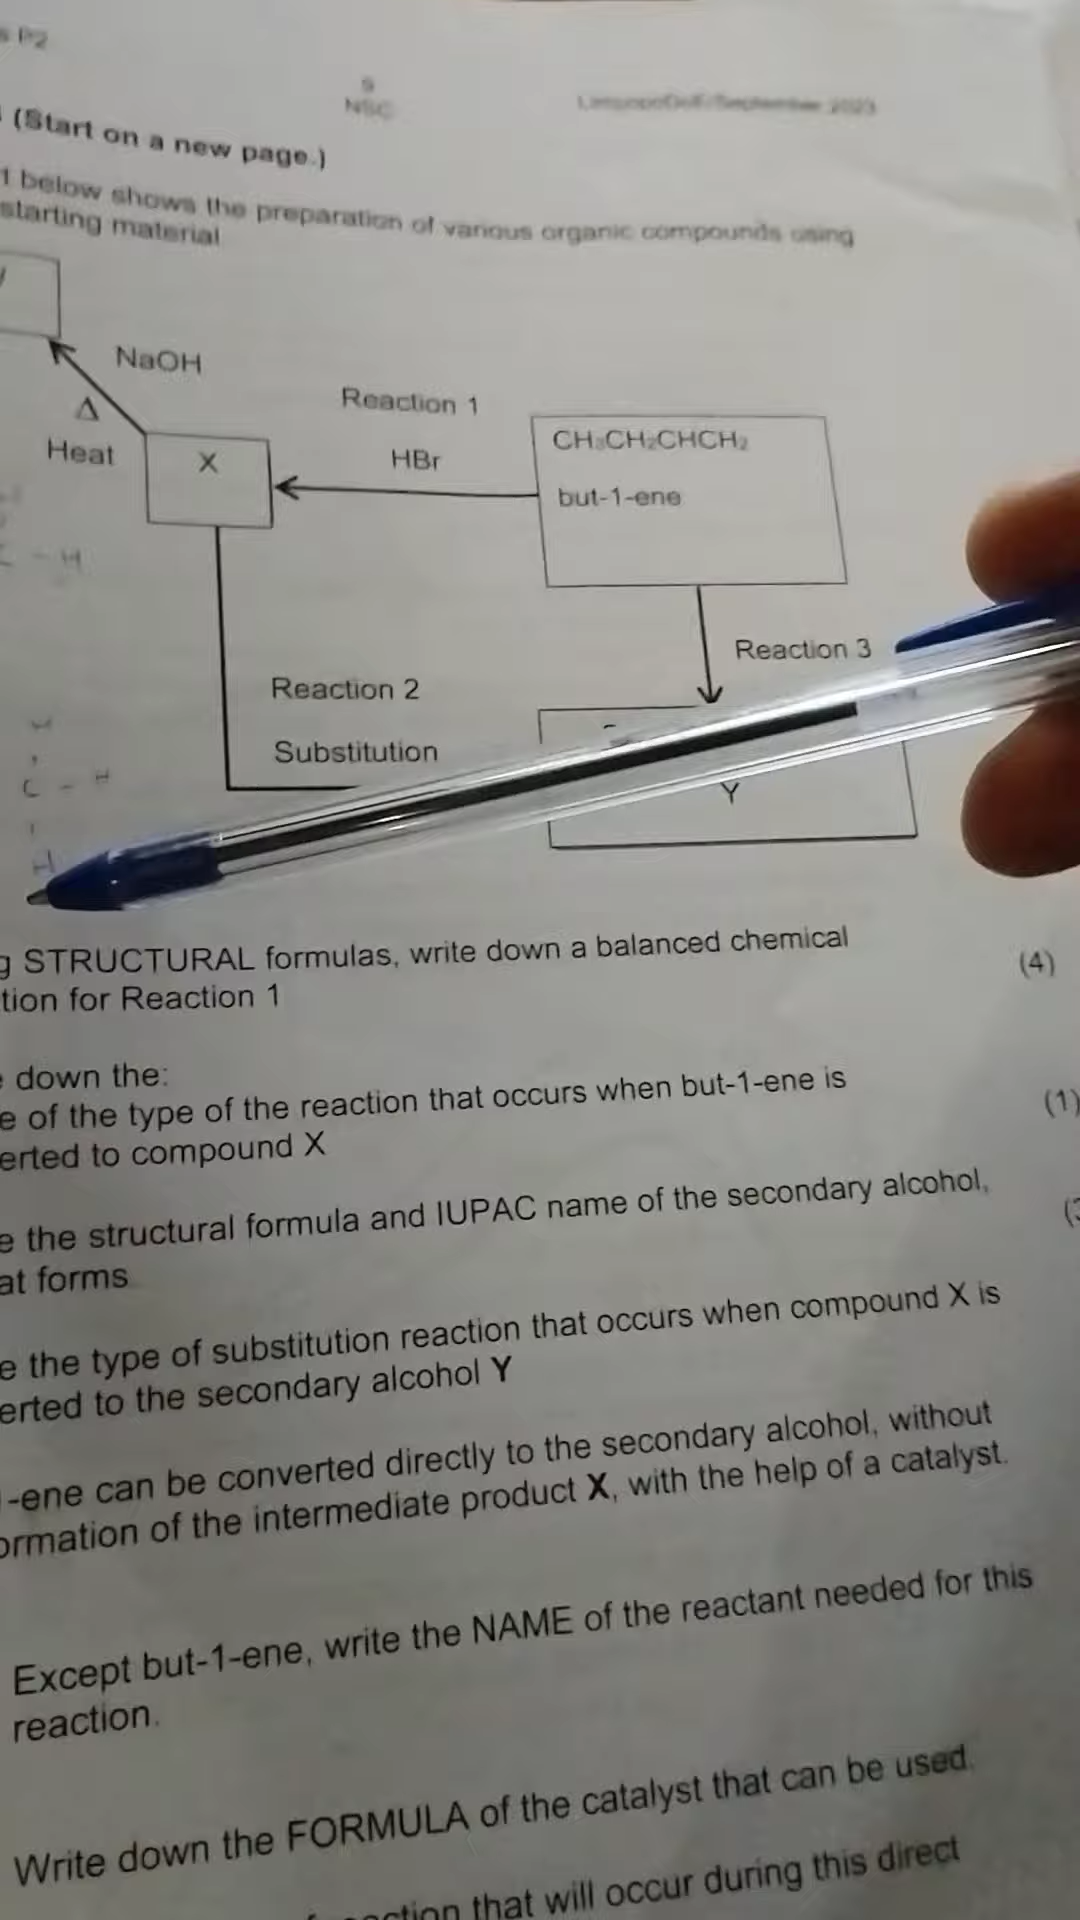 P2
9
NSC
LimpopoDoE/September 2023
(Start on a new page.)
1 below shows the preparation of various organic compounds using
starting material
NaOH
Δ
Heat
X
Reaction 1
HBr
CH₃CH₂CHCH₂
but-1-ene
C - H
Reaction 3
Reaction 2
Substitution
Y
H
C - H
H
g STRUCTURAL formulas, write down a balanced chemical (4)
tion for Reaction 1
e down the:
e of the type of the reaction that occurs when but-1-ene is (1)
erted to compound X
e the structural formula and IUPAC name of the secondary alcohol, (3
at forms
e the type of substitution reaction that occurs when compound X is
erted to the secondary alcohol Y
-ene can be converted directly to the secondary alcohol, without
ormation of the intermediate product X, with the help of a catalyst.
Except but-1-ene, write the NAME of the reactant needed for this
reaction.
Write down the FORMULA of the catalyst that can be used.
ction that will occur during this direct